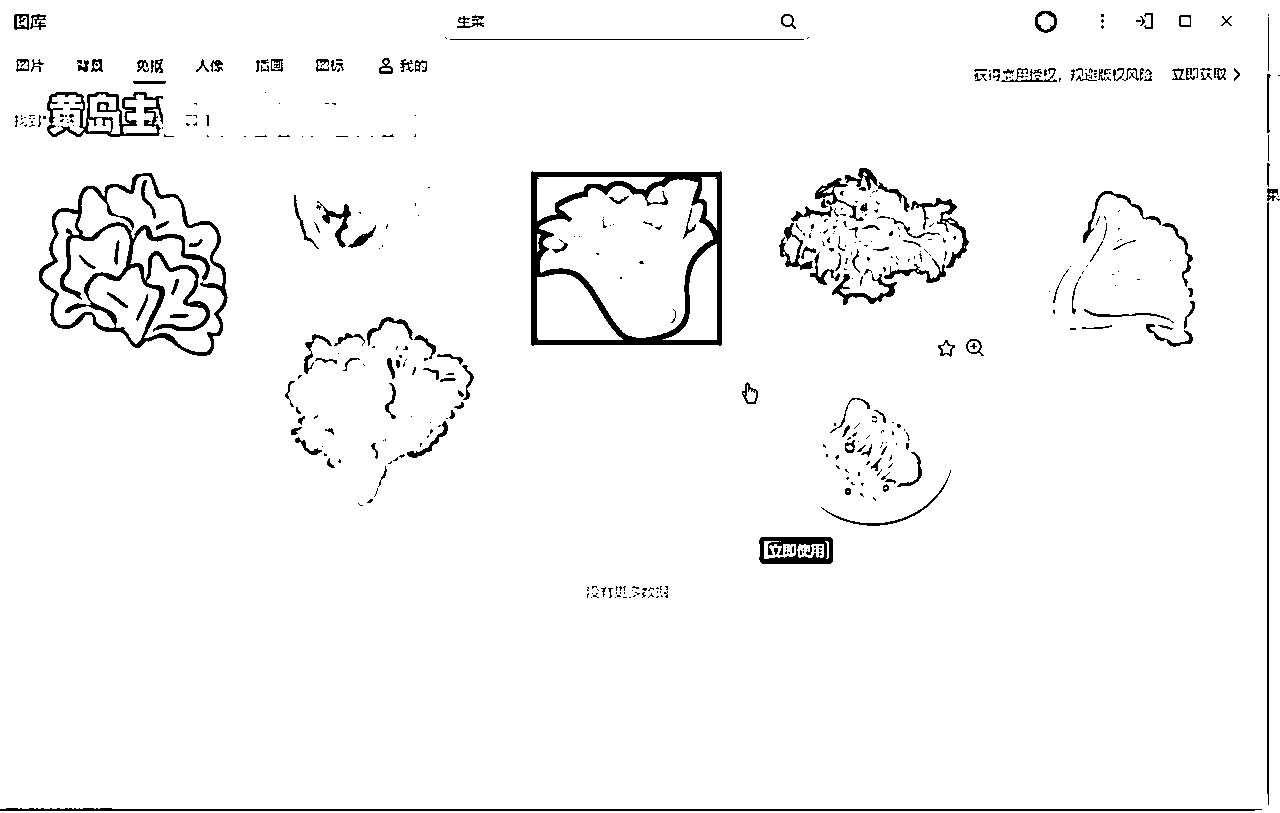 图库
生菜
图片 背景 免抠 人像 插画 图标 我的
获得商用授权，规避版权风险 立即获取
找到
黄岛主
立即使用
没有更多数据
菜